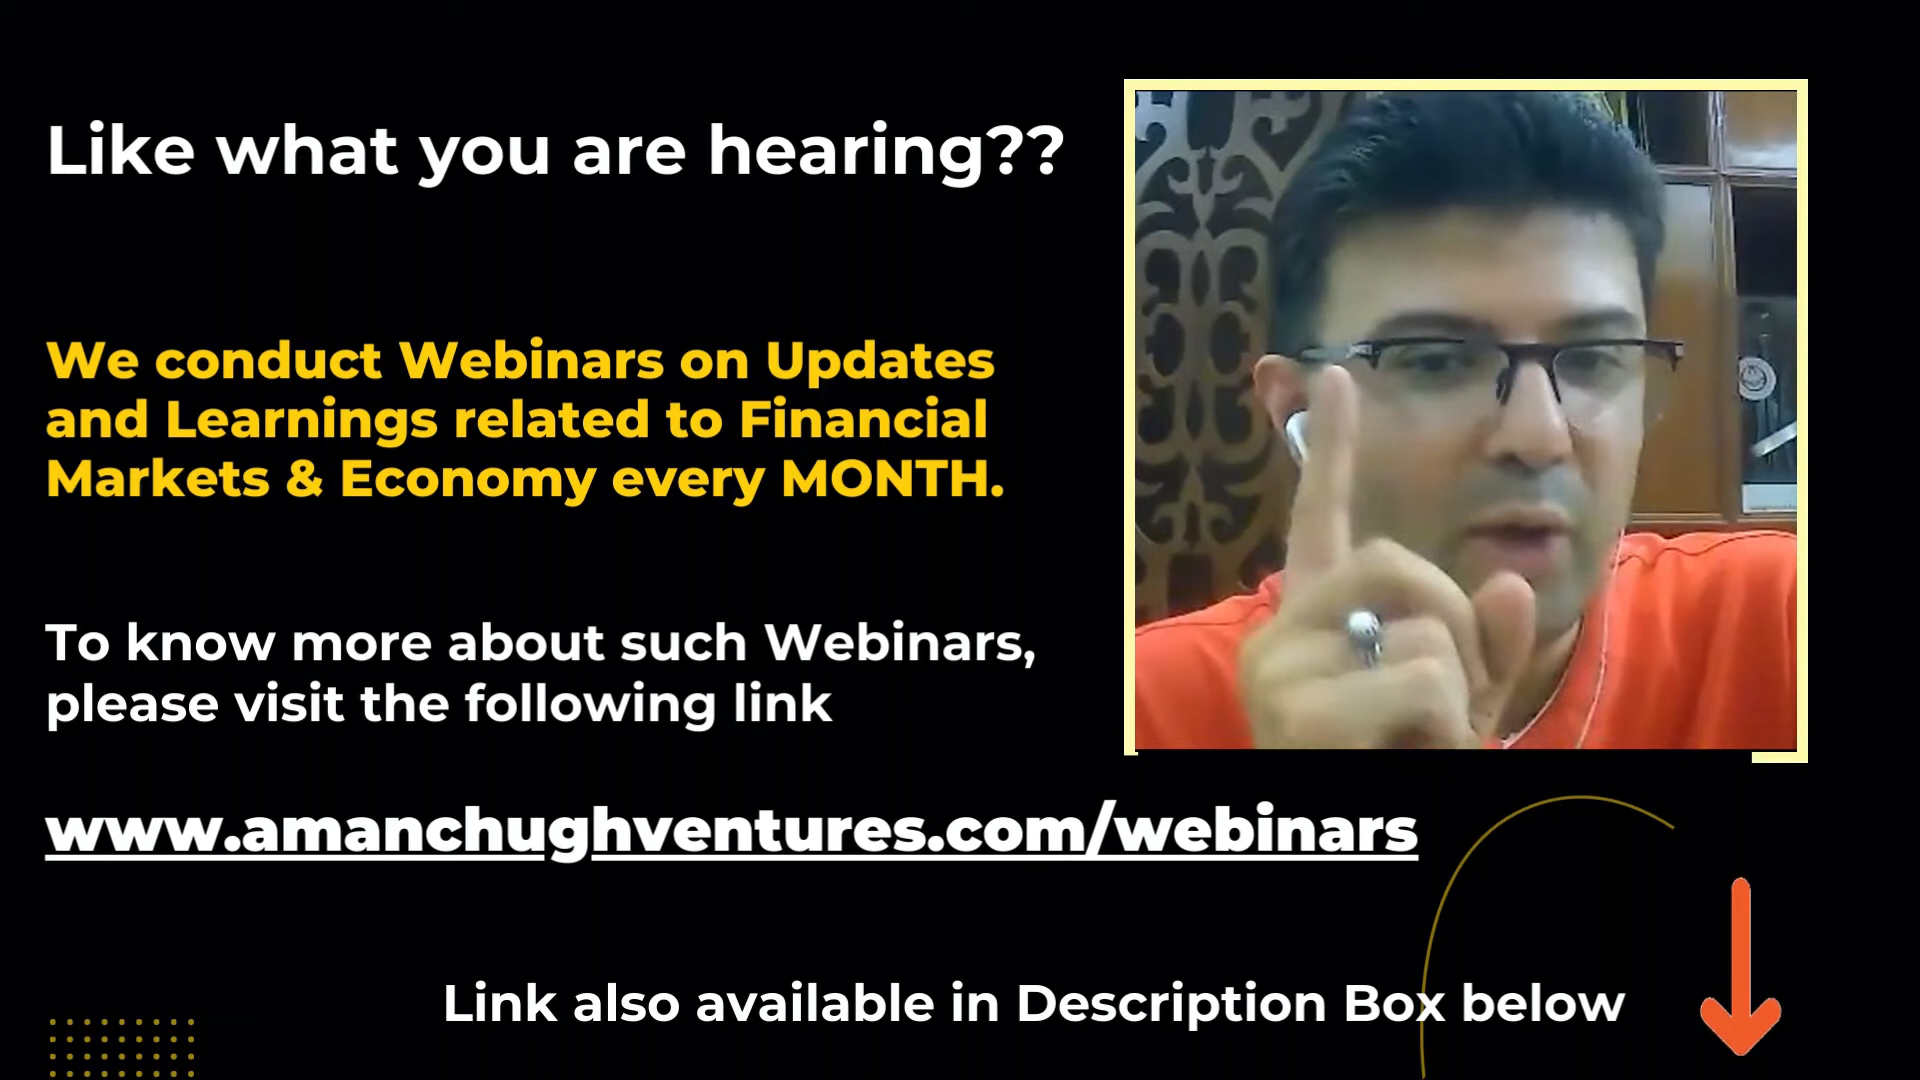 Like what you are hearing??
We conduct Webinars on Updates
and Learnings related to Financial
Markets & Economy every MONTH.
To know more about such Webinars,
please visit the following link
www.amanchughventures.com/webinars
Link also available in Description Box below